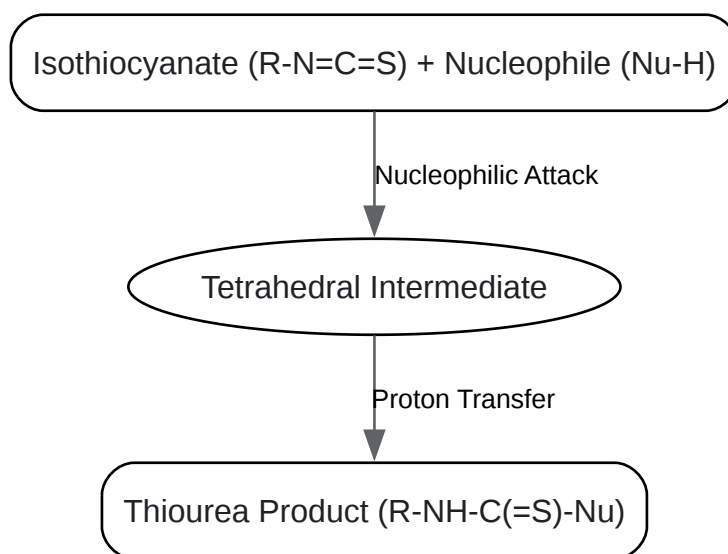 Isothiocyanate (R-N=C=S) + Nucleophile (Nu-H)
Nucleophilic Attack
Tetrahedral Intermediate
Proton Transfer
Thiourea Product (R-NH-C(=S)-Nu)